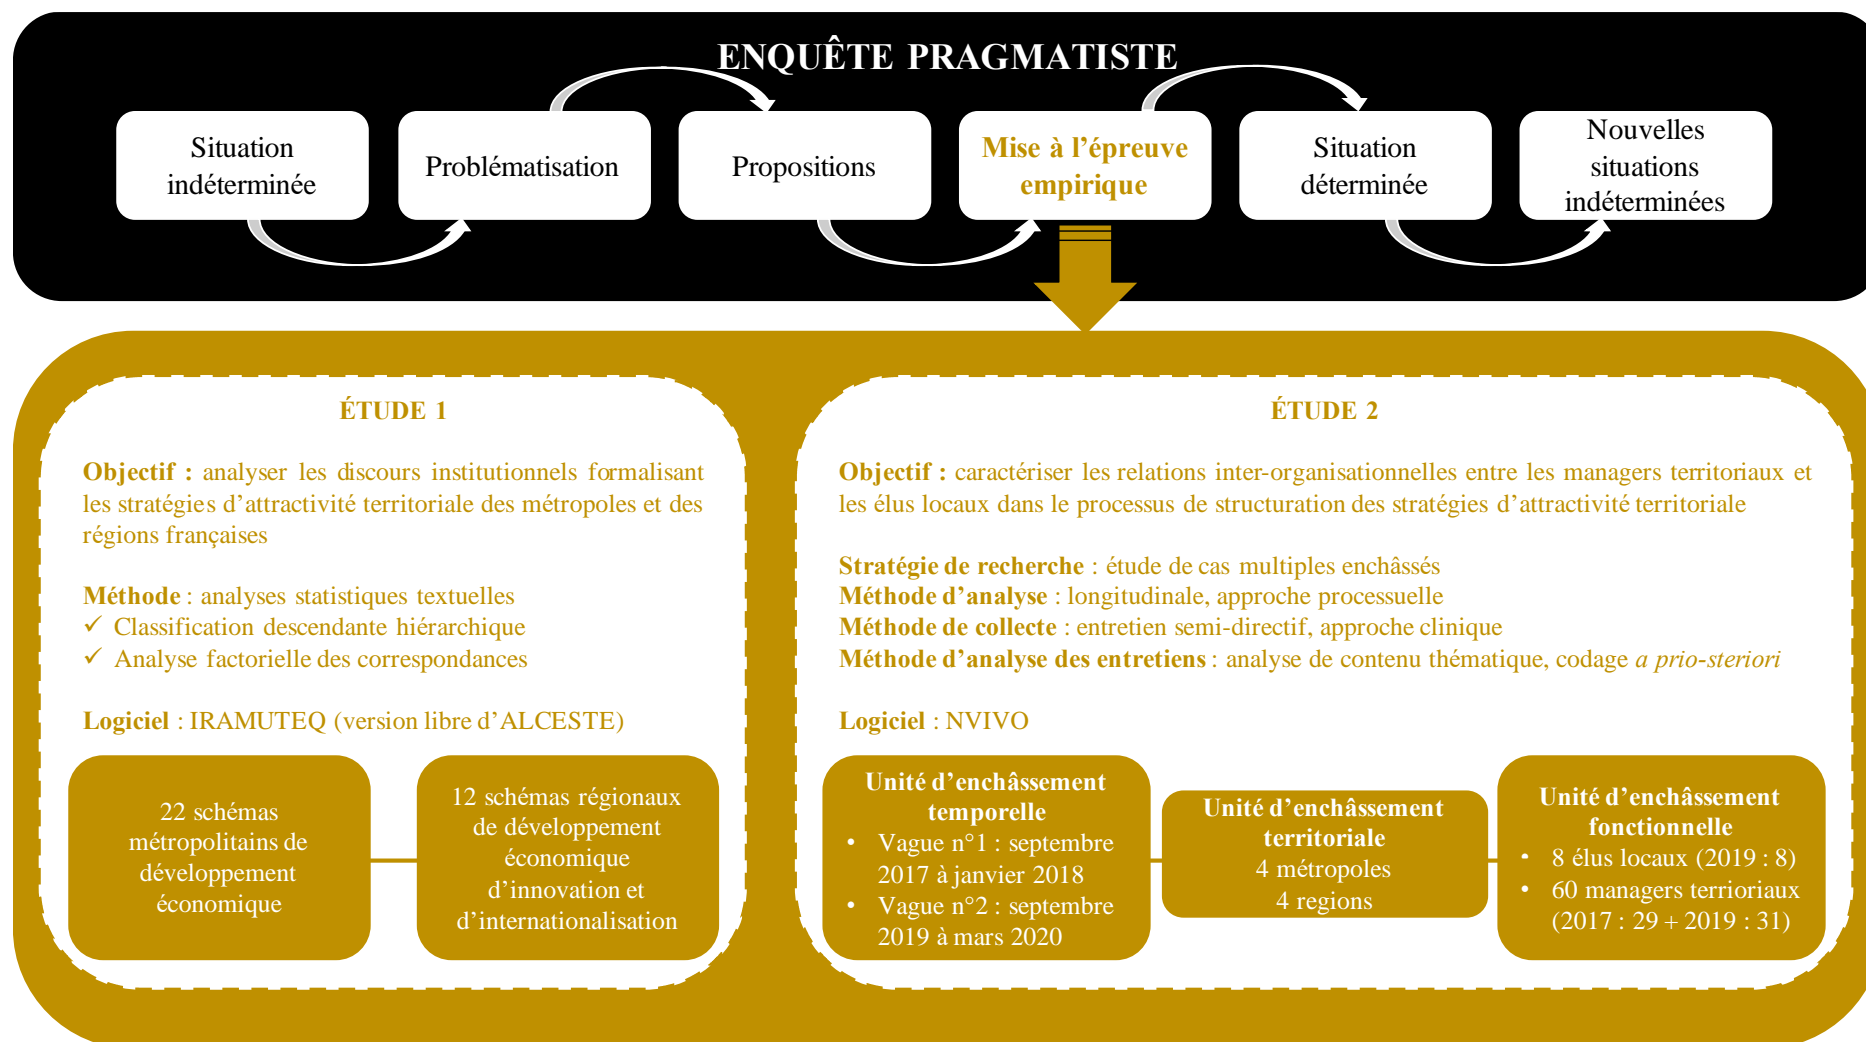 ENQUÊTE PRAGMATISTE
Situation
indéterminée
Problématisation
Propositions
Mise à l'épreuve
empirique
Situation
déterminée
Nouvelles
situations
indéterminées
ÉTUDE 1
Objectif : analyser les discours institutionnels formalisant
les stratégies d'attractivité territoriale des métropoles et des
régions françaises
Méthode : analyses statistiques textuelles
✓ Classification descendante hiérarchique
✓ Analyse factorielle des correspondances
Logiciel : IRAMUTEQ (version libre d'ALCESTE)
22 schémas
métropolitains de
développement
économique
12 schémas régionaux
de développement
économique
d'innovation et
d'internationalisation
ÉTUDE 2
Objectif : caractériser les relations inter-organisationnelles entre les managers territoriaux et
les élus locaux dans le processus de structuration des stratégies d'attractivité territoriale
Stratégie de recherche : étude de cas multiples enchâssés
Méthode d'analyse : longitudinale, approche processuelle
Méthode de collecte : entretien semi-directif, approche clinique
Méthode d'analyse des entretiens : analyse de contenu thématique, codage a prio-steriori
Logiciel : NVIVO
Unité d'enchâssement
temporelle
• Vague n°1 : septembre
2017 à janvier 2018
• Vague n°2 : septembre
2019 à mars 2020
Unité d'enchâssement
territoriale
4 métropoles
4 regions
Unité d'enchâssement
fonctionnelle
• 8 élus locaux (2019 : 8)
• 60 managers terrioriaux
(2017 : 29 + 2019 : 31)